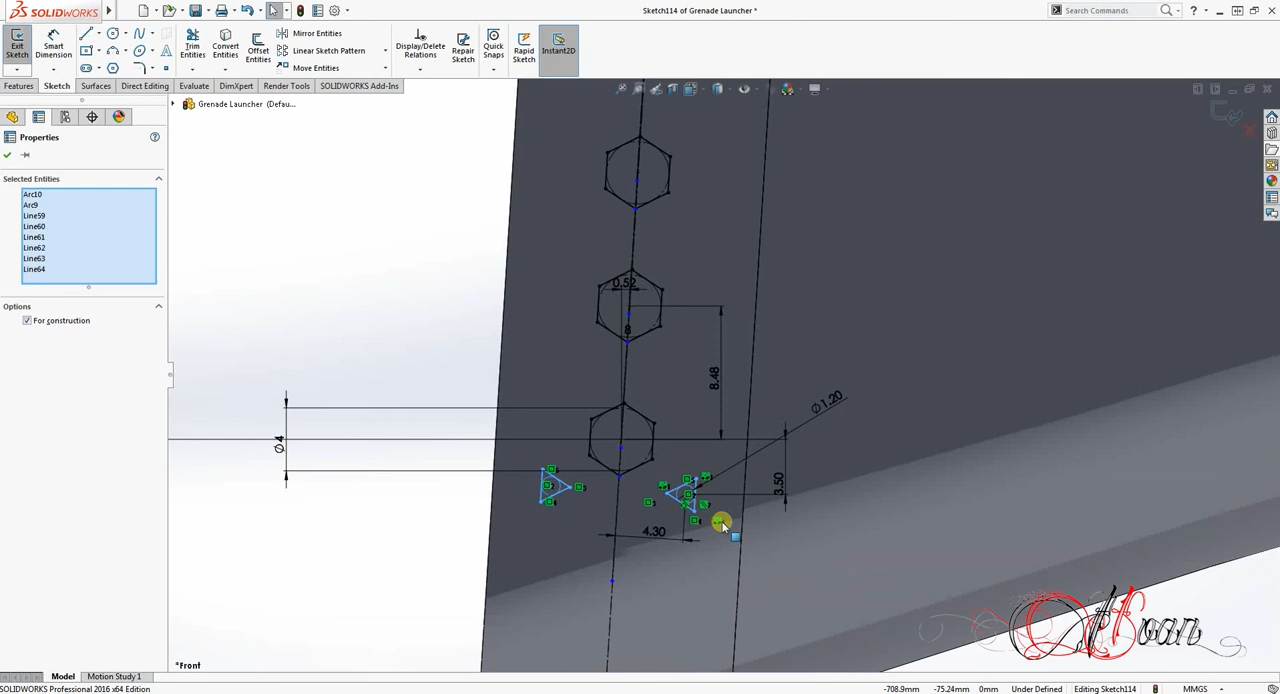 SOLIDWORKS
Sketch114 of Grenade Launcher *
Search Commands
Exit Sketch
Smart Dimension
Trim Entities
Convert Entities
Offset Entities
Mirror Entities
Linear Sketch Pattern
Move Entities
Display/Delete Relations
Repair Sketch
Quick Snaps
Rapid Sketch
Instant2D
Features
Sketch
Surfaces
Direct Editing
Evaluate
DimXpert
Render Tools
SOLIDWORKS Add-Ins
Grenade Launcher (Defau...
Properties
Selected Entities
Arc10
Arc9
Line59
Line60
Line61
Line62
Line63
Line64
Options
For construction
0.52
8
8.48
Ø1.20
Ø4
3.50
4.30
*Front
Model
Motion Study 1
SOLIDWORKS Professional 2016 x64 Edition
-708.9mm
-75.24mm
0mm
Under Defined
Editing Sketch114
MMGS